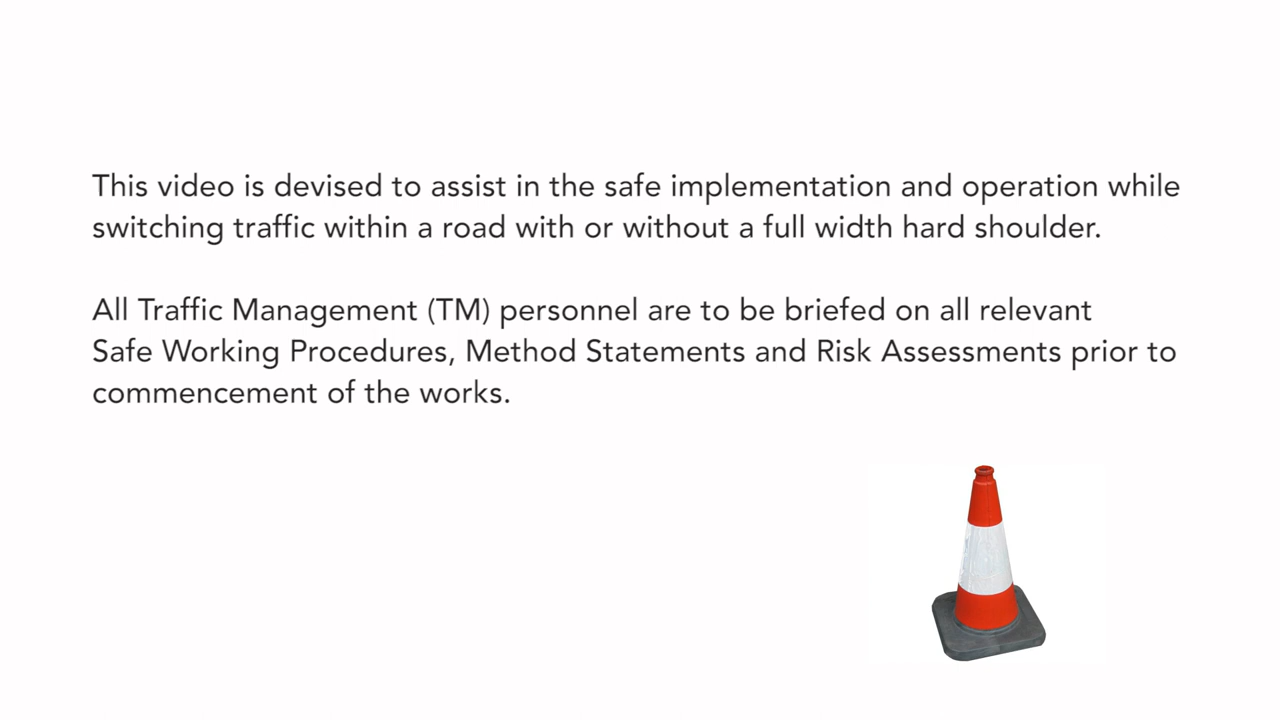 This video is devised to assist in the safe implementation and operation while
switching traffic within a road with or without a full width hard shoulder.
All Traffic Management (TM) personnel are to be briefed on all relevant
Safe Working Procedures, Method Statements and Risk Assessments prior to
commencement of the works.